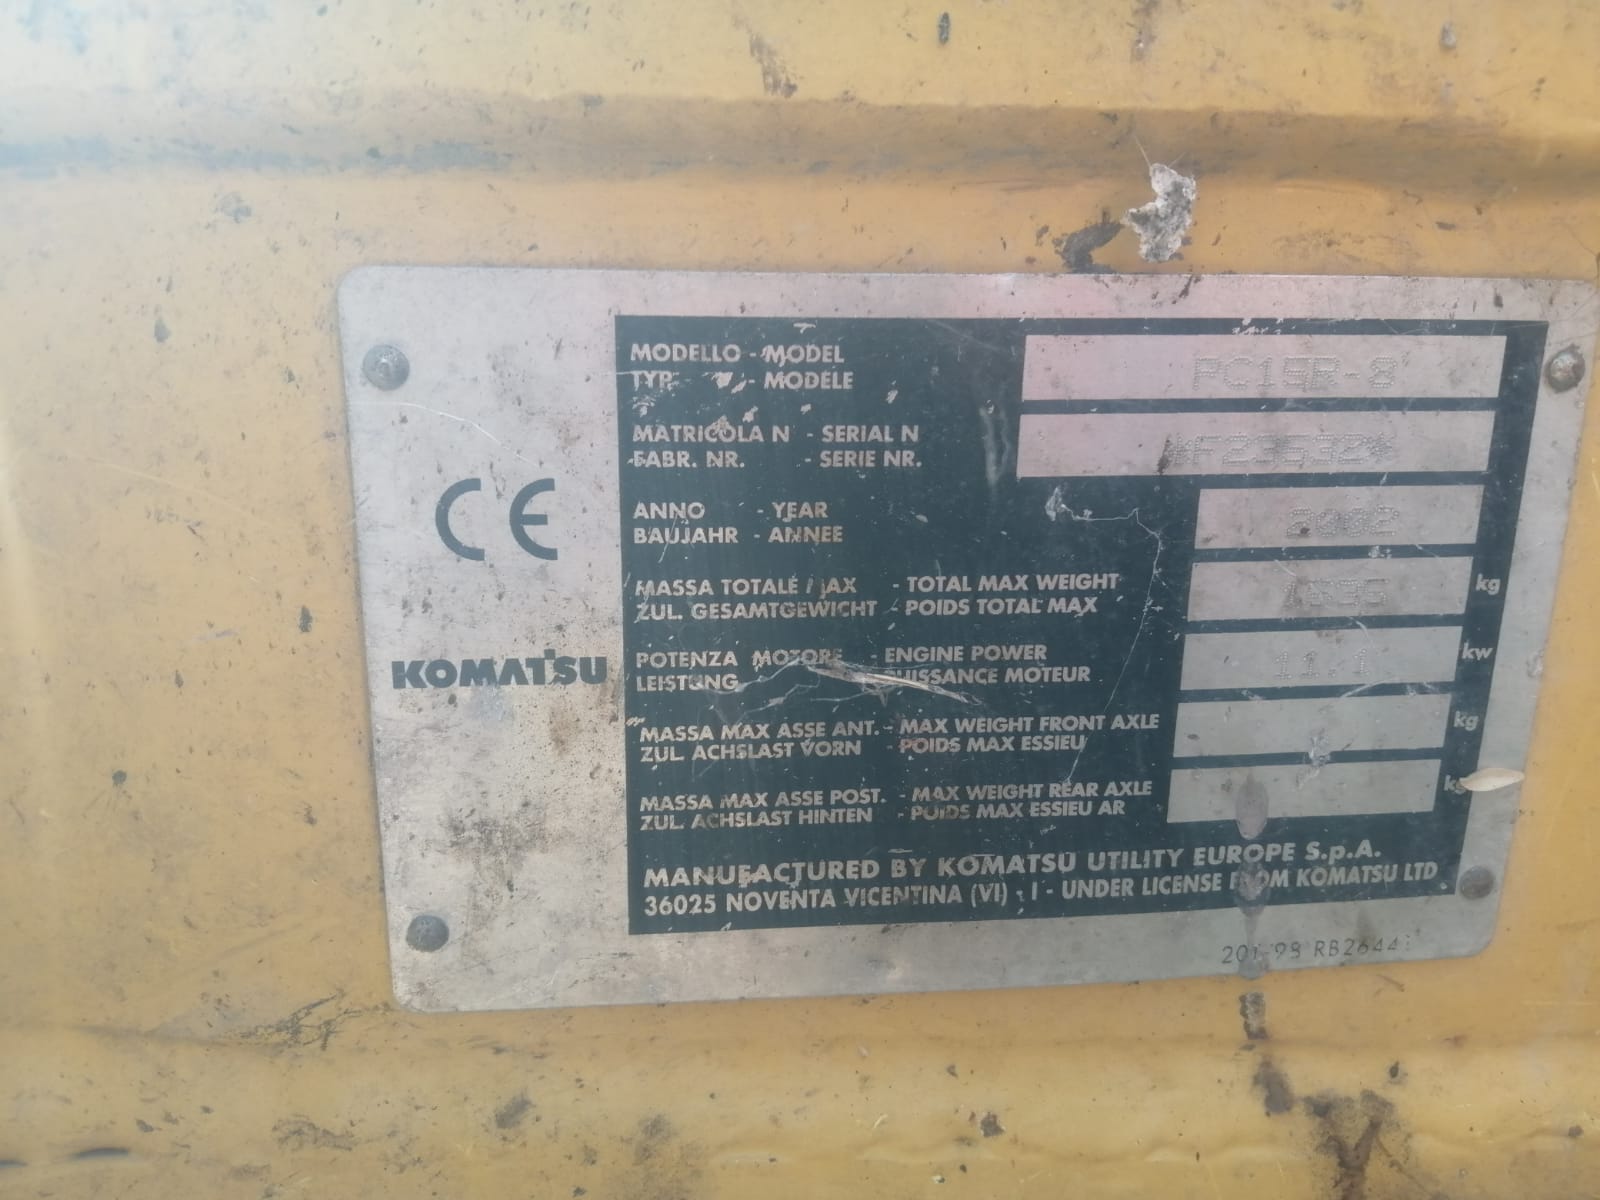 MODELLO - MODEL
- MODÈLE
PC15R-8
MATRICOLA N - SERIAL N
FABR. NR. - SERIE NR.
ANNO - YEAR
BAUJAHR - ANNEE
2002
MASSA TOTALE MAX - TOTAL MAX WEIGHT
ZUL. GESAMTGEWICHT - POIDS TOTAL MAX
kg
POTENZA MOTORE - ENGINE POWER
LEISTUNG PUISSANCE MOTEUR
11.1 kw
MASSA MAX ASSE ANT. - MAX WEIGHT FRONT AXLE
ZUL. ACHSLAST VORN - POIDS MAX ESSIEU
kg
MASSA MAX ASSE POST. - MAX WEIGHT REAR AXLE
ZUL. ACHSLAST HINTEN - POIDS MAX ESSIEU AR
kg
MANUFACTURED BY KOMATSU UTILITY EUROPE S.p.A.
36025 NOVENTA VICENTINA (VI) - I - UNDER LICENSE FROM KOMATSU LTD
CE
KOMATSU